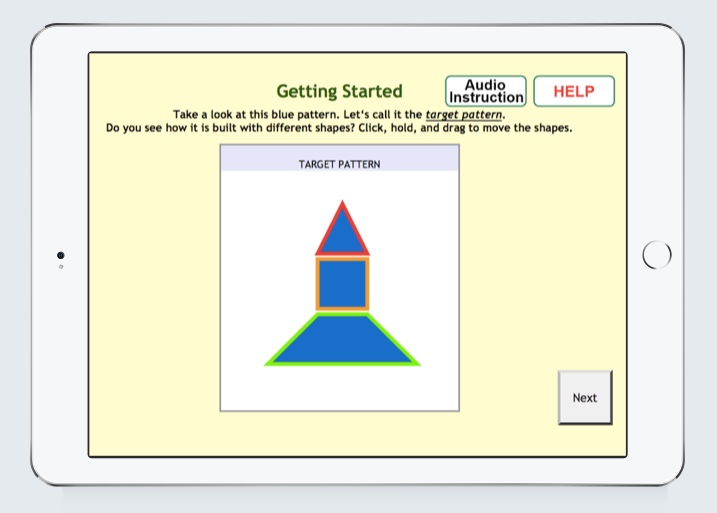 Getting Started
Audio
Instruction
HELP
Take a look at this blue pattern. Let's call it the target pattern.
Do you see how it is built with different shapes? Click, hold, and drag to move the shapes.
TARGET PATTERN
Next